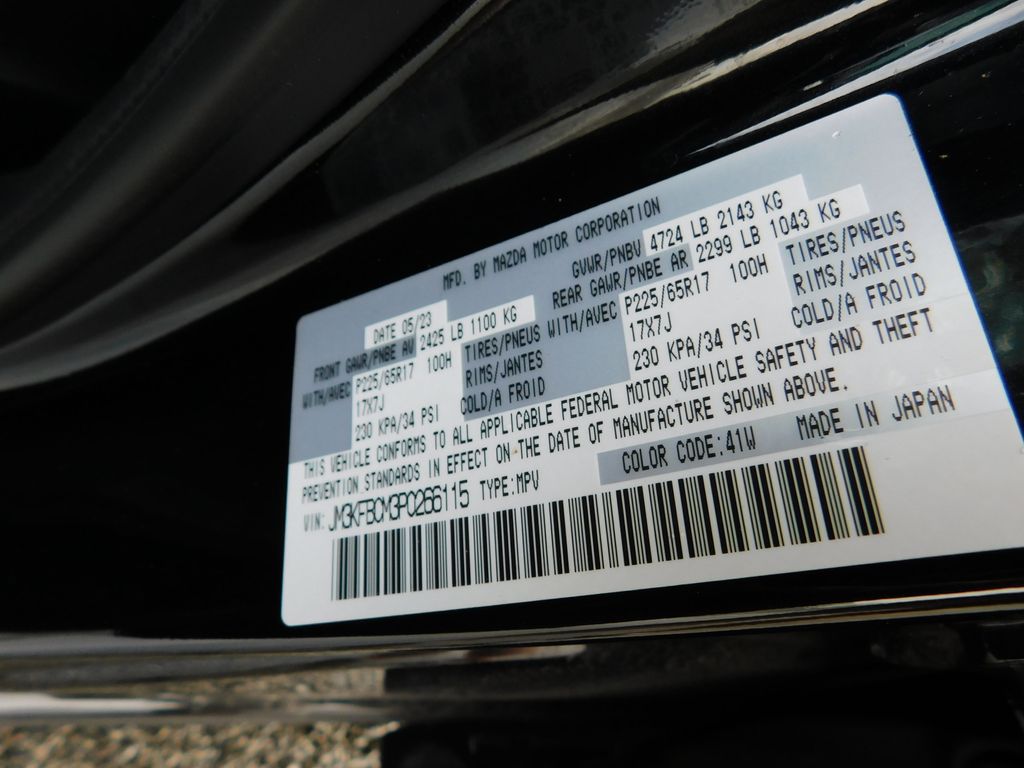 MFD. BY MAZDA MOTOR CORPORATION
DATE 05/23 GVWR/PNBV 4724 LB 2143 KG
FRONT GAWR/PNBE AV 2425 LB 1100 KG REAR GAWR/PNBE AR 2299 LB 1043 KG
WITH/AVEC P225/65R17 100H TIRES/PNEUS WITH/AVEC P225/65R17 100H TIRES/PNEUS
17X7J RIMS/JANTES 17X7J RIMS/JANTES
230 KPA/34 PSI COLD/A FROID 230 KPA/34 PSI COLD/A FROID
THIS VEHICLE CONFORMS TO ALL APPLICABLE FEDERAL MOTOR VEHICLE SAFETY AND THEFT
PREVENTION STANDARDS IN EFFECT ON THE DATE OF MANUFACTURE SHOWN ABOVE.
COLOR CODE:41W MADE IN JAPAN
VIN: JM3KFBCM3P0266115 TYPE:MPV